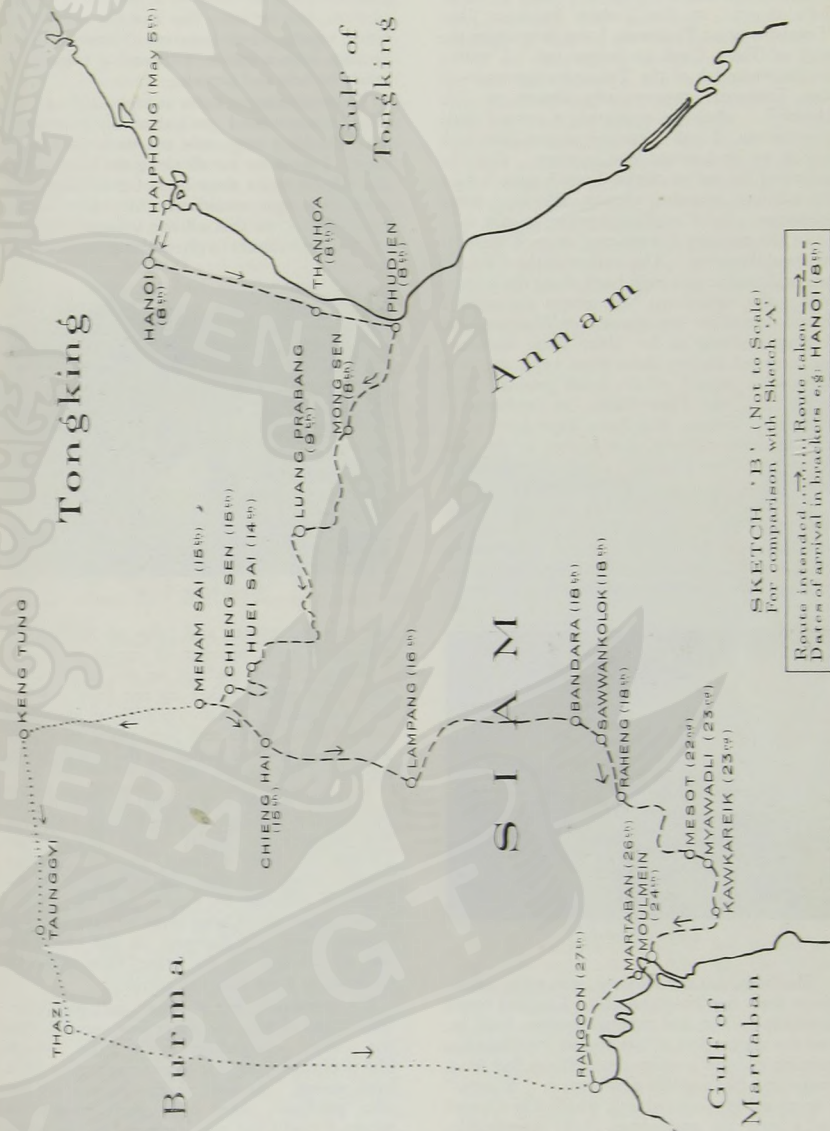 Tongking
HAIPHONG (May 5th)
HANOI
(8th)
Gulf of
Tongking
THANHOA
(8th)
PHUDIEN
(8th)
MONG SEN
(8th)
LUANG PRABANG
(9th)
Annam
KENG TUNG
MENAM SAI (15th)
CHIENG SEN (15th)
HUEI SAI (14th)
CHIENG HAI
(15th)
LAMPANG (16th)
SIAM
BANDARA (18th)
SAWWANKOLOK (18th)
RAHENG (18th)
MESOT (22nd)
MYAWADLI (23rd)
KAWKAREIK (23rd)
MARTABAN (26th)
MOULMEIN
(24th)
RANGOON (27th)
TAUNGGYI
THAZI
Burma
Gulf of
Martaban
SKETCH 'B' (Not to Scale)
For comparison with Sketch 'A'
Route intended Route taken
Dates of arrival in brackets e.g: HANOI (8th)
HERA
REGT